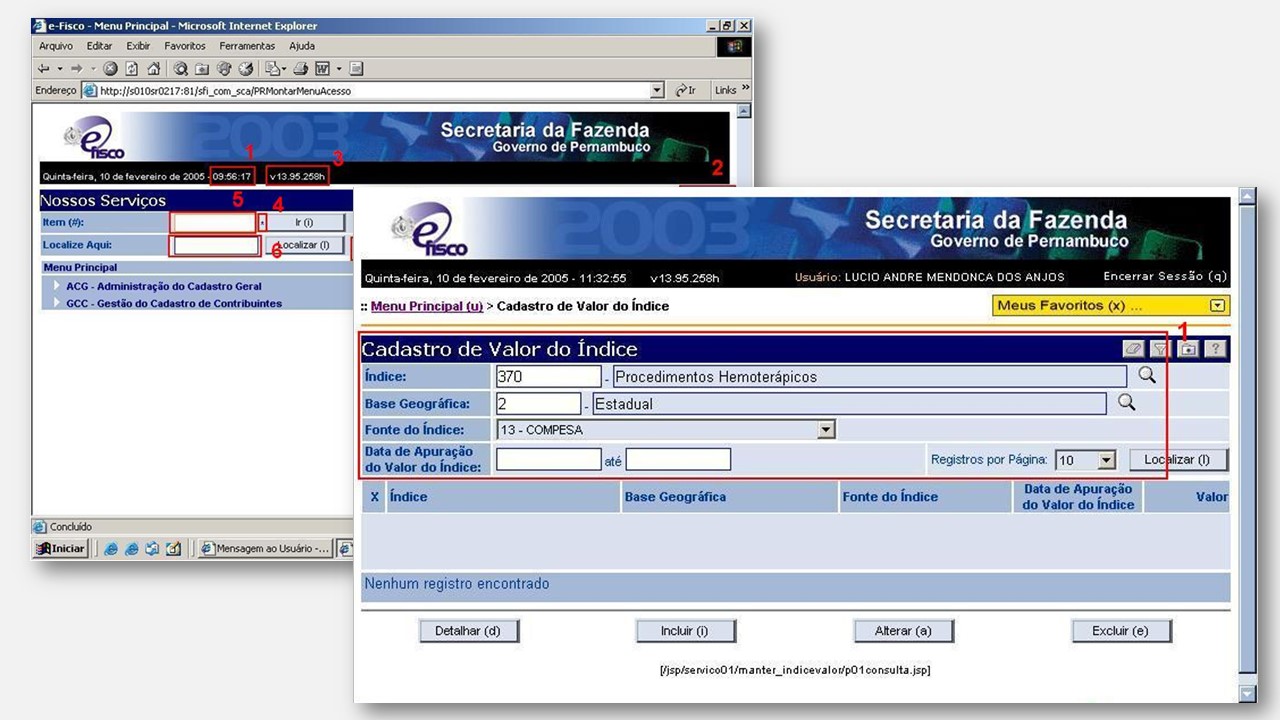 e-Fisco - Menu Principal - Microsoft Internet Explorer
Arquivo Editar Exibir Favoritos Ferramentas Ajuda
Endereço http://s010sr0217:81/sfi_com_sca/PRMontarMenuAcesso Ir Links »
2003
e fisco
Secretaria da Fazenda
Governo de Pernambuco
1 3 2
Quinta-feira, 10 de fevereiro de 2005 - 09:56:17 v13.95.258h
Nossos Serviços
5 4
Item (#): - Ir (i)
Localize Aqui: 6 Localizar (l)
Menu Principal
ACG - Administração do Cadastro Geral
GCC - Gestão do Cadastro de Contribuintes
Concluído
Iniciar Mensagem ao Usuário -...
2003
e fisco
Secretaria da Fazenda
Governo de Pernambuco
Quinta-feira, 10 de fevereiro de 2005 - 11:32:55 v13.95.258h Usuário: LUCIO ANDRE MENDONCA DOS ANJOS Encerrar Sessão (q)
:: Menu Principal (u) > Cadastro de Valor do Índice Meus Favoritos (x) ...
1
Cadastro de Valor do Índice ?
Índice: 370 - Procedimentos Hemoterápicos
Base Geográfica: 2 - Estadual
Fonte do Índice: 13 - COMPESA
Data de Apuração
do Valor do Índice: até Registros por Página: 10 Localizar (l)
X Índice Base Geográfica Fonte do Índice Data de Apuração
do Valor do Índice Valor
Nenhum registro encontrado
Detalhar (d) Incluir (i) Alterar (a) Excluir (e)
[/jsp/servico01/manter_indicevalor/p01consulta.jsp]